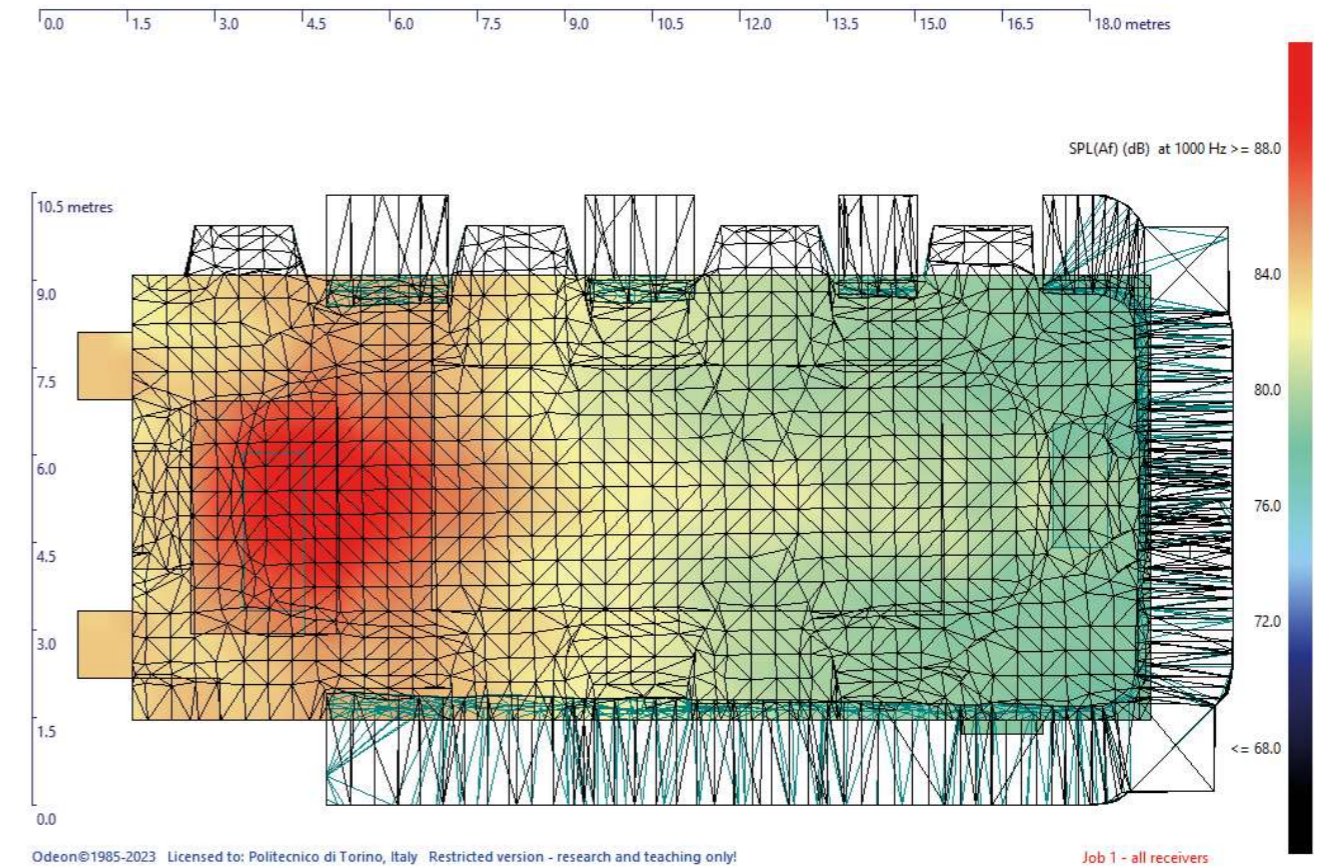 0.0 1.5 3.0 4.5 6.0 7.5 9.0 10.5 12.0 13.5 15.0 16.5 18.0 metres
SPL(Af) (dB) at 1000 Hz >= 88.0
10.5 metres
84.0
9.0
7.5
80.0
6.0
76.0
4.5
3.0
72.0
1.5
<= 68.0
0.0
Odeon©1985-2023 Licensed to: Politecnico di Torino, Italy Restricted version - research and teaching only!
Job 1 - all receivers